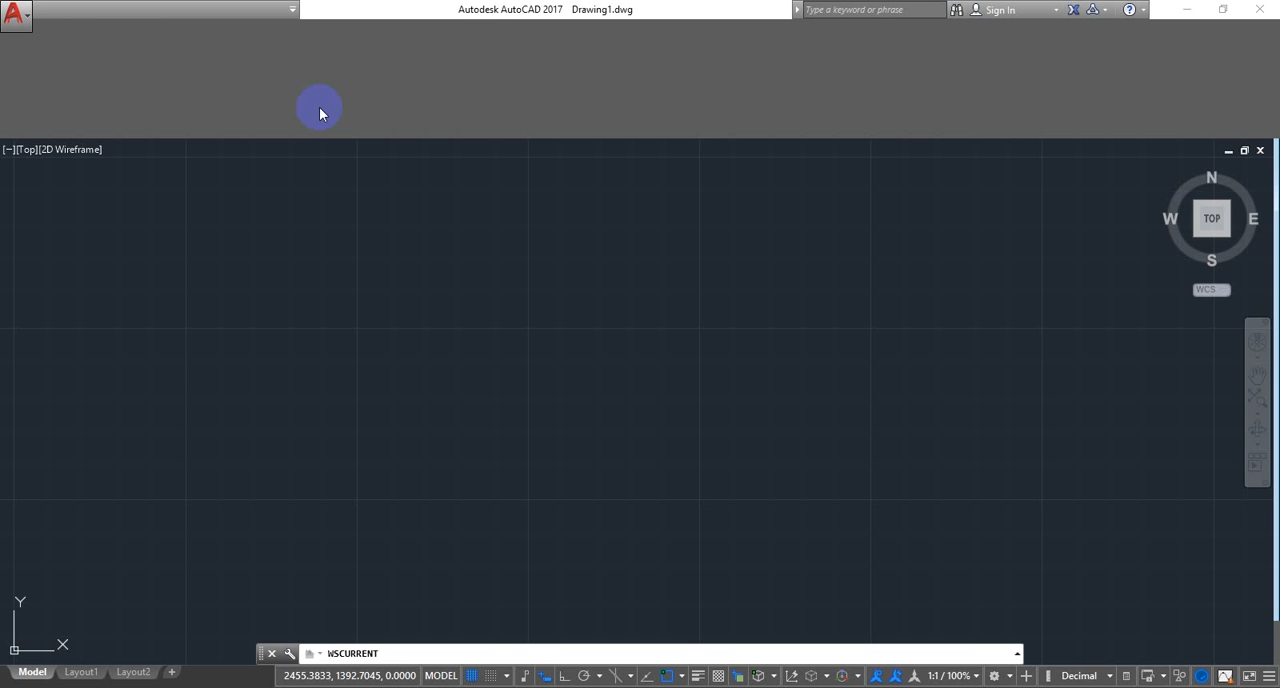 A Autodesk AutoCAD 2017 Drawing1.dwg Type a keyword or phrase Sign In ?
[−][Top][2D Wireframe]
N
W TOP E
S
WCS
Y
X
WSCURRENT
Model Layout1 Layout2 + 2455.3833, 1392.7045, 0.0000 MODEL 1:1 / 100% Decimal